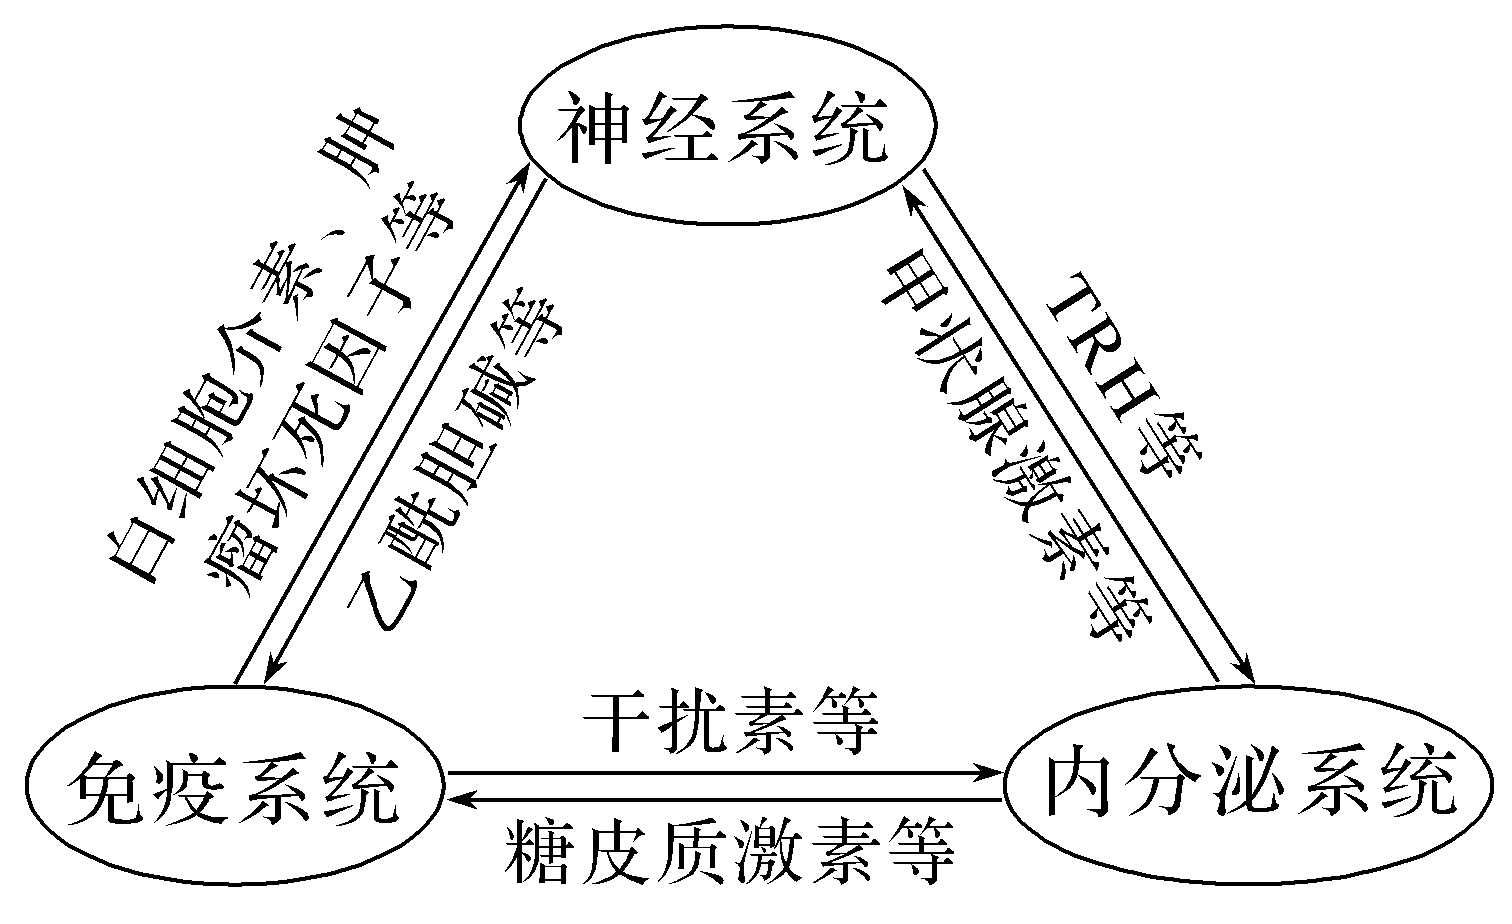 神经系统
白细胞介素、肿
瘤坏死因子等
乙酰胆碱等
TRH等
甲状腺激素等
干扰素等
免疫系统
内分泌系统
糖皮质激素等